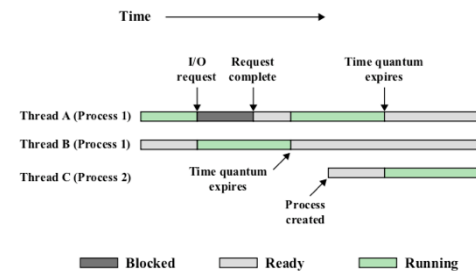 Time
I/O
request
Request
complete
Time quantum
expires
Thread A (Process 1)
Thread B (Process 1)
Thread C (Process 2)
Time quantum
expires
Process
created
Blocked
Ready
Running